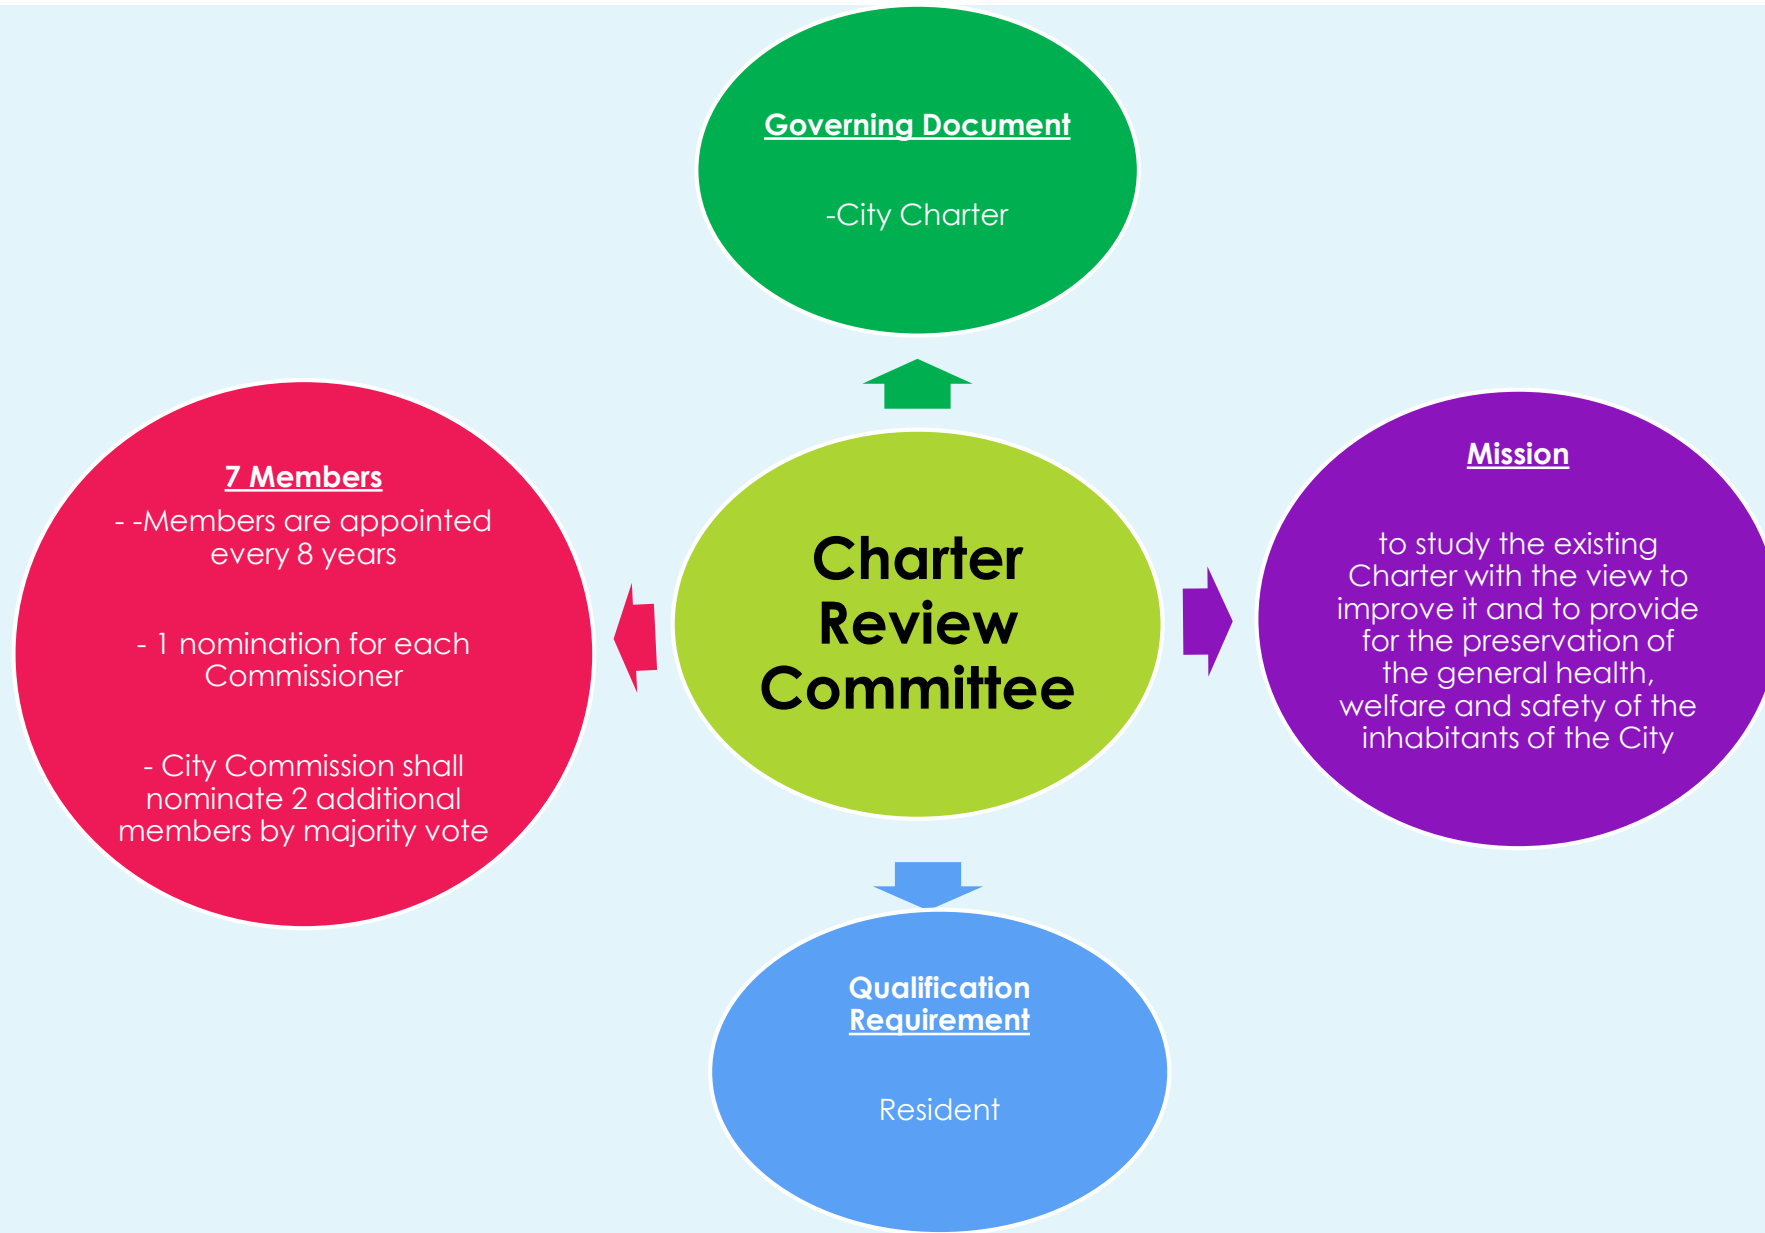 Governing Document
-City Charter
7 Members
- -Members are appointed
every 8 years
- 1 nomination for each
Commissioner
- City Commission shall
nominate 2 additional
members by majority vote
Charter
Review
Committee
Mission
to study the existing
Charter with the view to
improve it and to provide
for the preservation of
the general health,
welfare and safety of the
inhabitants of the City
Qualification
Requirement
Resident